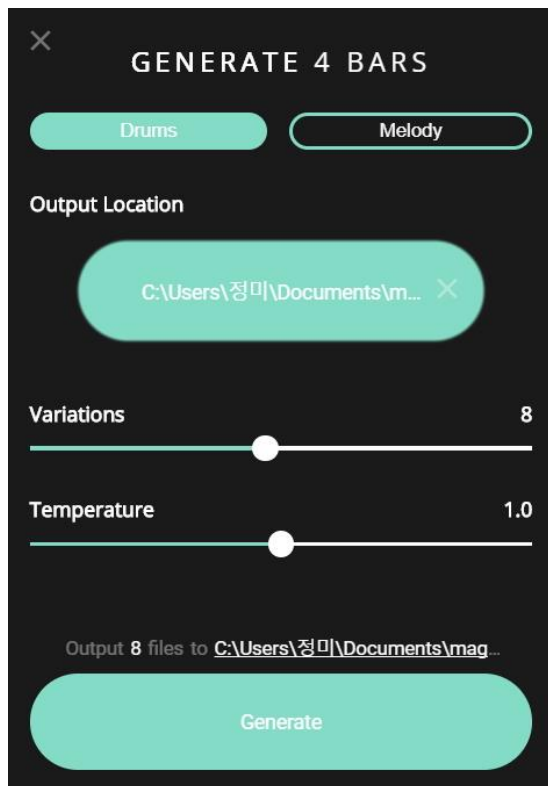 GENERATE 4 BARS
Drums Melody
Output Location
C:\Users\정미\Documents\m...
Variations 8
Temperature 1.0
Output 8 files to C:\Users\정미\Documents\mag...
Generate